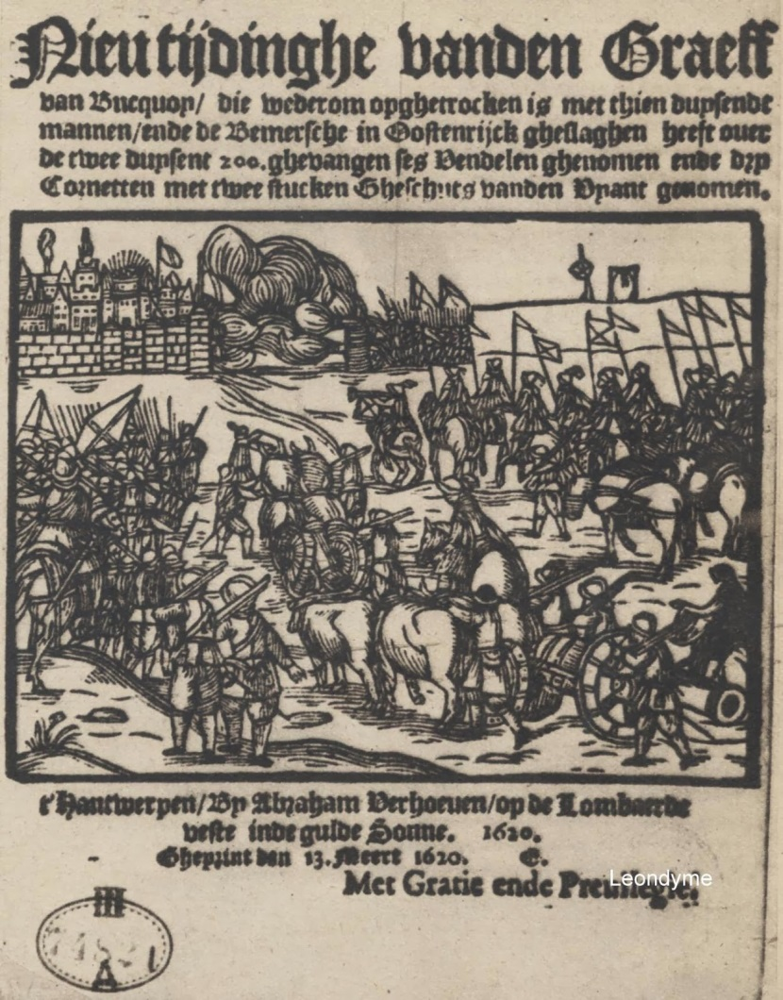 Nieu tijdinghe vanden Graeff
van Bucquoy/ die wederom opghetrocken is met thien duysendt
mannen/ende de Bemersche in Oostenrijck gheslaghen heeft ouer
de twee duysent 200.ghevangen ses Vendelen ghenomen ende dry
Cornetten met twee stucken Gheschuts vanden Vyant genomen.
t'Hantwerpen/By Abraham Verhoeuen/op de Lombaerde
veste inde gulde Sonne. 1620.
Gheprint den 13. Meert 1620. E.
Met Gratie ende Preuilegie.
Leondyme
III
A